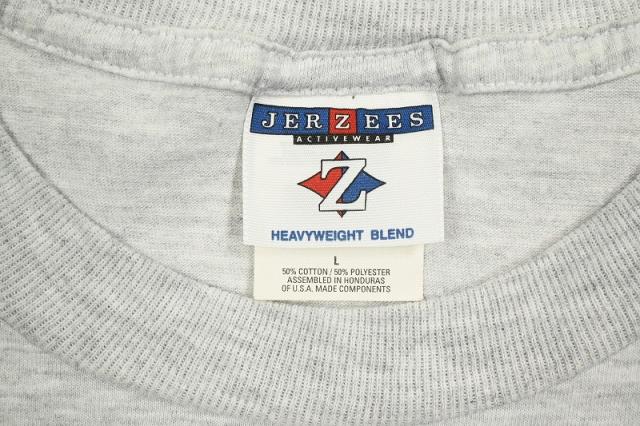 JERZEES
ACTIVEWEAR
Z
HEAVYWEIGHT BLEND
L
50% COTTON / 50% POLYESTER
ASSEMBLED IN HONDURAS
OF U.S.A. MADE COMPONENTS